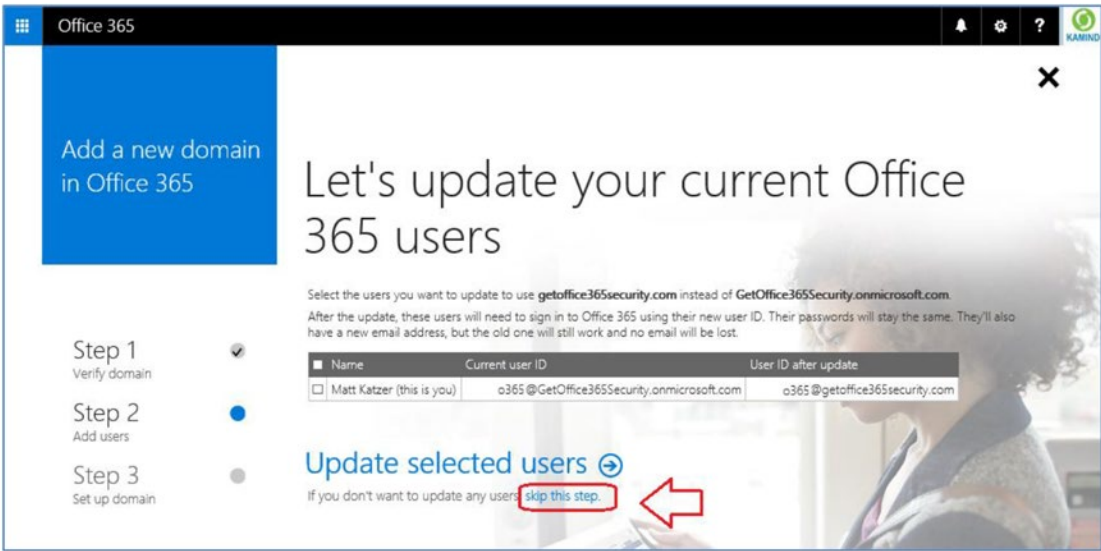 Office 365
?
KAMIND
Add a new domain
in Office 365
Let's update your current Office
365 users
Select the users you want to update to use getoffice365security.com instead of GetOffice365Security.onmicrosoft.com.
After the update, these users will need to sign in to Office 365 using their new user ID. Their passwords will stay the same. They'll also
have a new email address, but the old one will still work and no email will be lost.
Name Current user ID User ID after update
Matt Katzer (this is you) o365@GetOffice365Security.onmicrosoft.com o365@getoffice365security.com
Step 1
Verify domain
Step 2
Add users
Step 3
Set up domain
Update selected users
If you don't want to update any users skip this step.